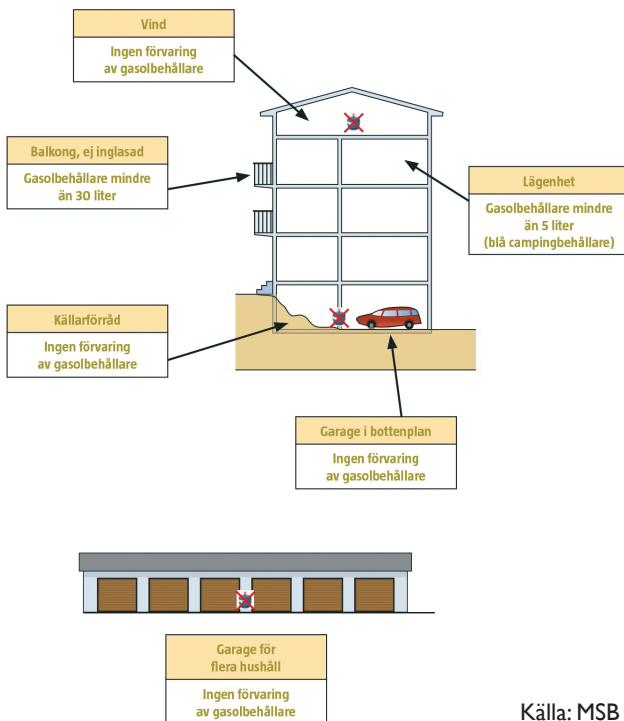 Vind
Ingen förvaring
av gasolbehållare
Balkong, ej inglasad
Gasolbehållare mindre
än 30 liter
Lägenhet
Gasolbehållare mindre
än 5 liter
(blå campingbehållare)
Källarförråd
Ingen förvaring
av gasolbehållare
Garage i bottenplan
Ingen förvaring
av gasolbehållare
Garage för
flera hushåll
Ingen förvaring
av gasolbehållare
Källa: MSB